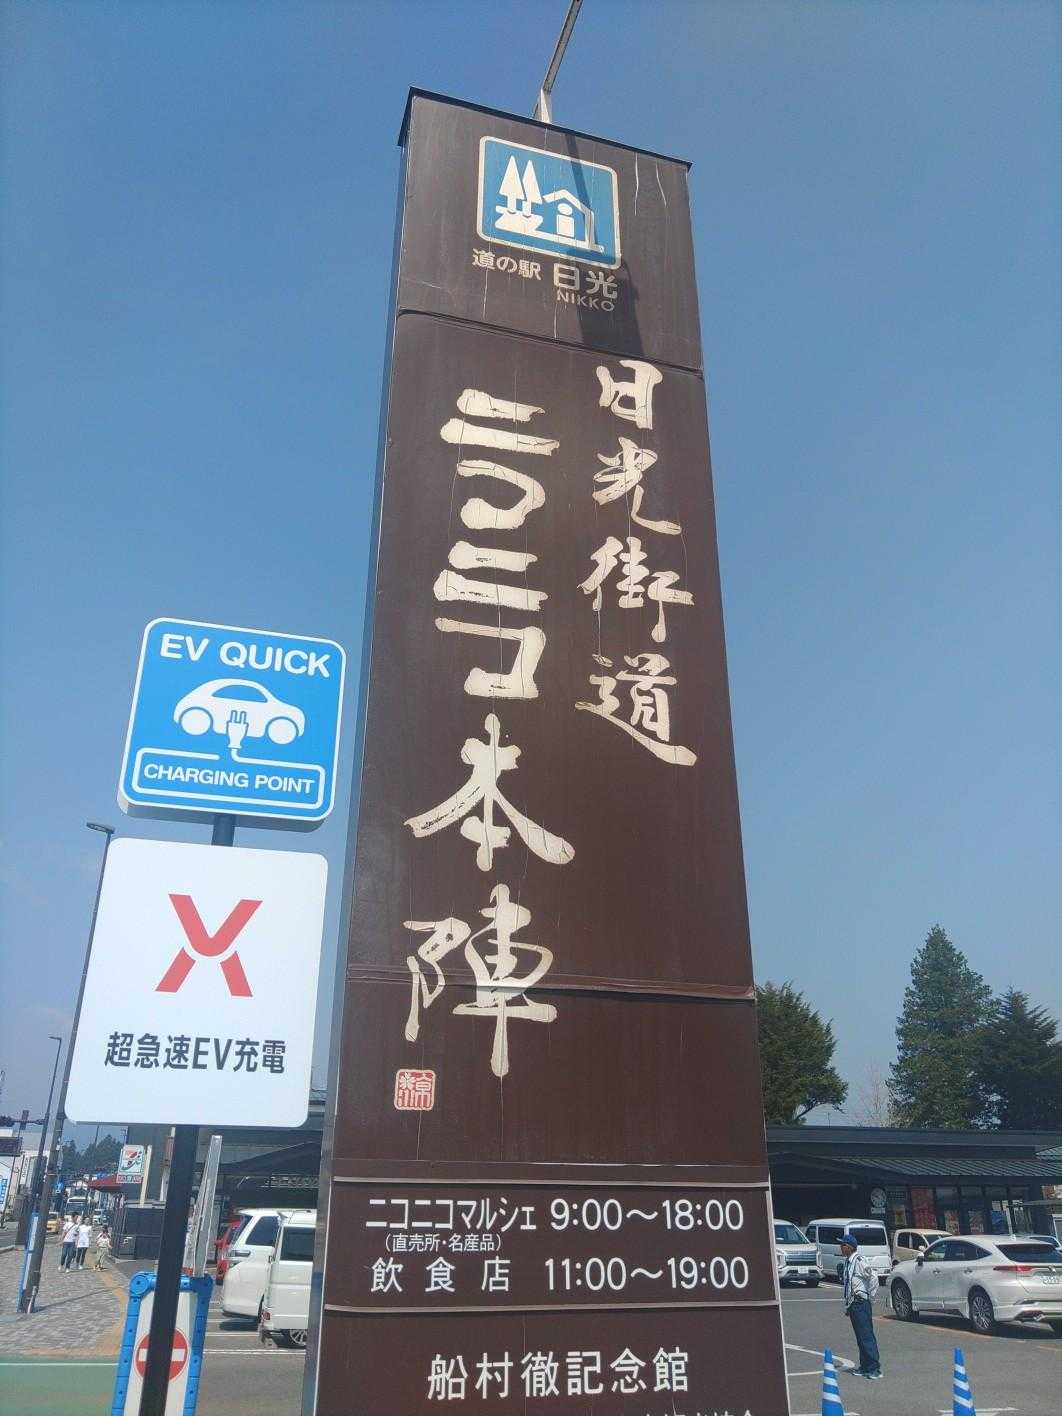 道の駅 日光
NIKKO
日光街道
ニコニコ本陣
ニコニコマルシェ 9:00～18:00
(直売所・名産品)
飲食店 11:00～19:00
船村徹記念館
EV QUICK
CHARGING POINT
超急速EV充電